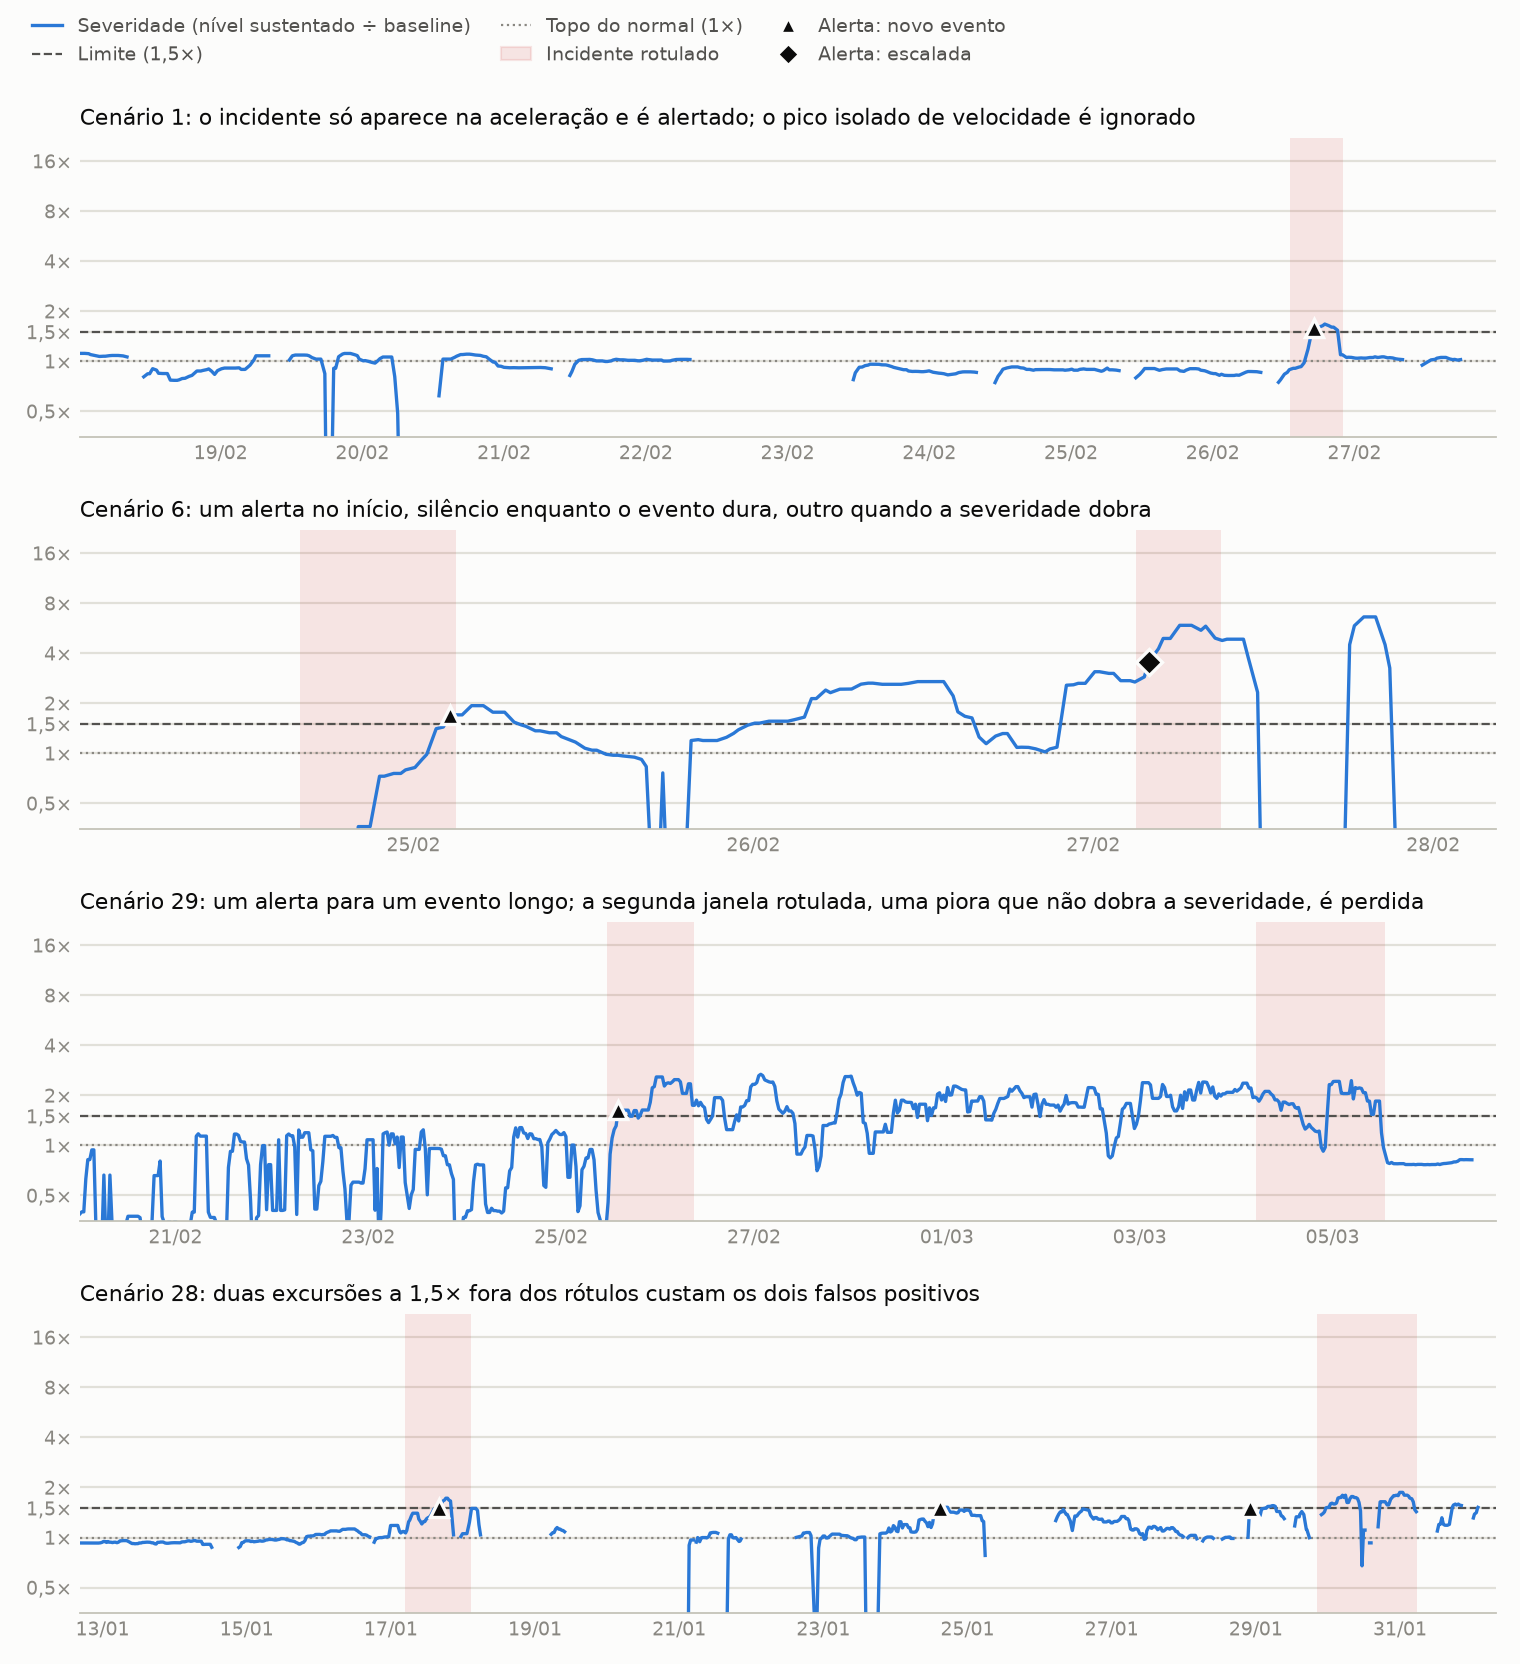 Severidade (nível sustentado ÷ baseline)
Limite (1,5×)
Topo do normal (1×)
Incidente rotulado
Alerta: novo evento
Alerta: escalada
Cenário 1: o incidente só aparece na aceleração e é alertado; o pico isolado de velocidade é ignorado
16×
8×
4×
2×
1,5×
1×
0,5×
19/02 20/02 21/02 22/02 23/02 24/02 25/02 26/02 27/02
Cenário 6: um alerta no início, silêncio enquanto o evento dura, outro quando a severidade dobra
16×
8×
4×
2×
1,5×
1×
0,5×
25/02 26/02 27/02 28/02
Cenário 29: um alerta para um evento longo; a segunda janela rotulada, uma piora que não dobra a severidade, é perdida
16×
8×
4×
2×
1,5×
1×
0,5×
21/02 23/02 25/02 27/02 01/03 03/03 05/03
Cenário 28: duas excursões a 1,5× fora dos rótulos custam os dois falsos positivos
16×
8×
4×
2×
1,5×
1×
0,5×
13/01 15/01 17/01 19/01 21/01 23/01 25/01 27/01 29/01 31/01